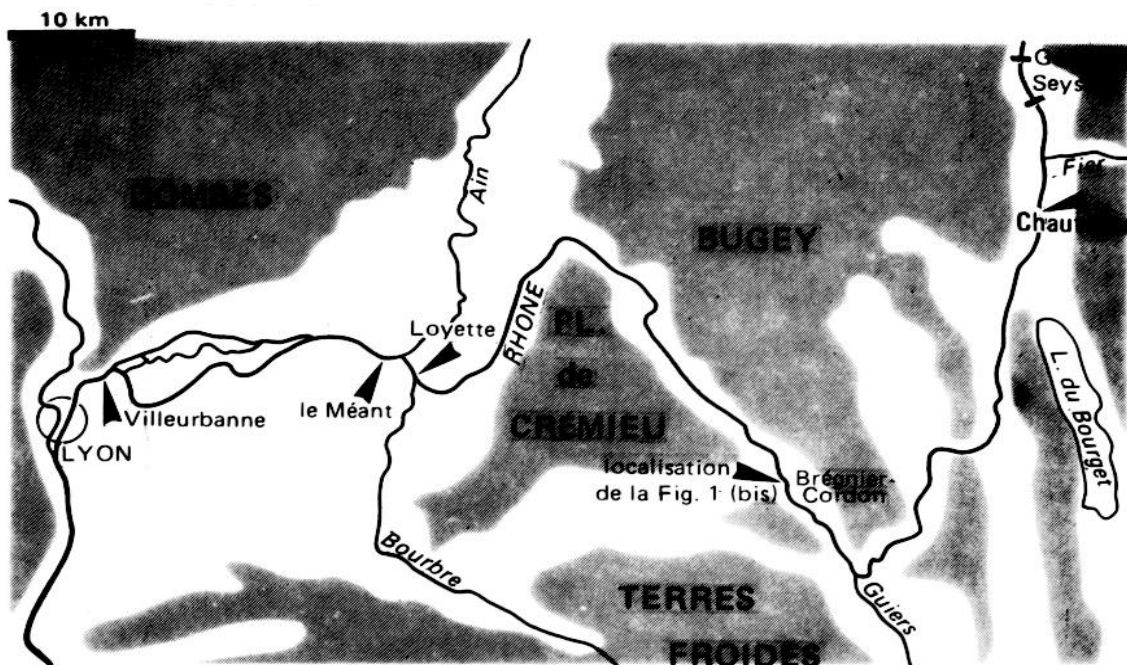 10 km
G
Seys
Ain
Fier
DOMBES
Chau
BUGEY
Loyette
RHONE
PL.
de
CRÉMIEU
L. du Bourget
Villeurbanne
le Méant
LYON
localisation
de la Fig. 1 (bis)
Brégnier-
Cordon
Bourbre
Guiers
TERRES
FROIDES